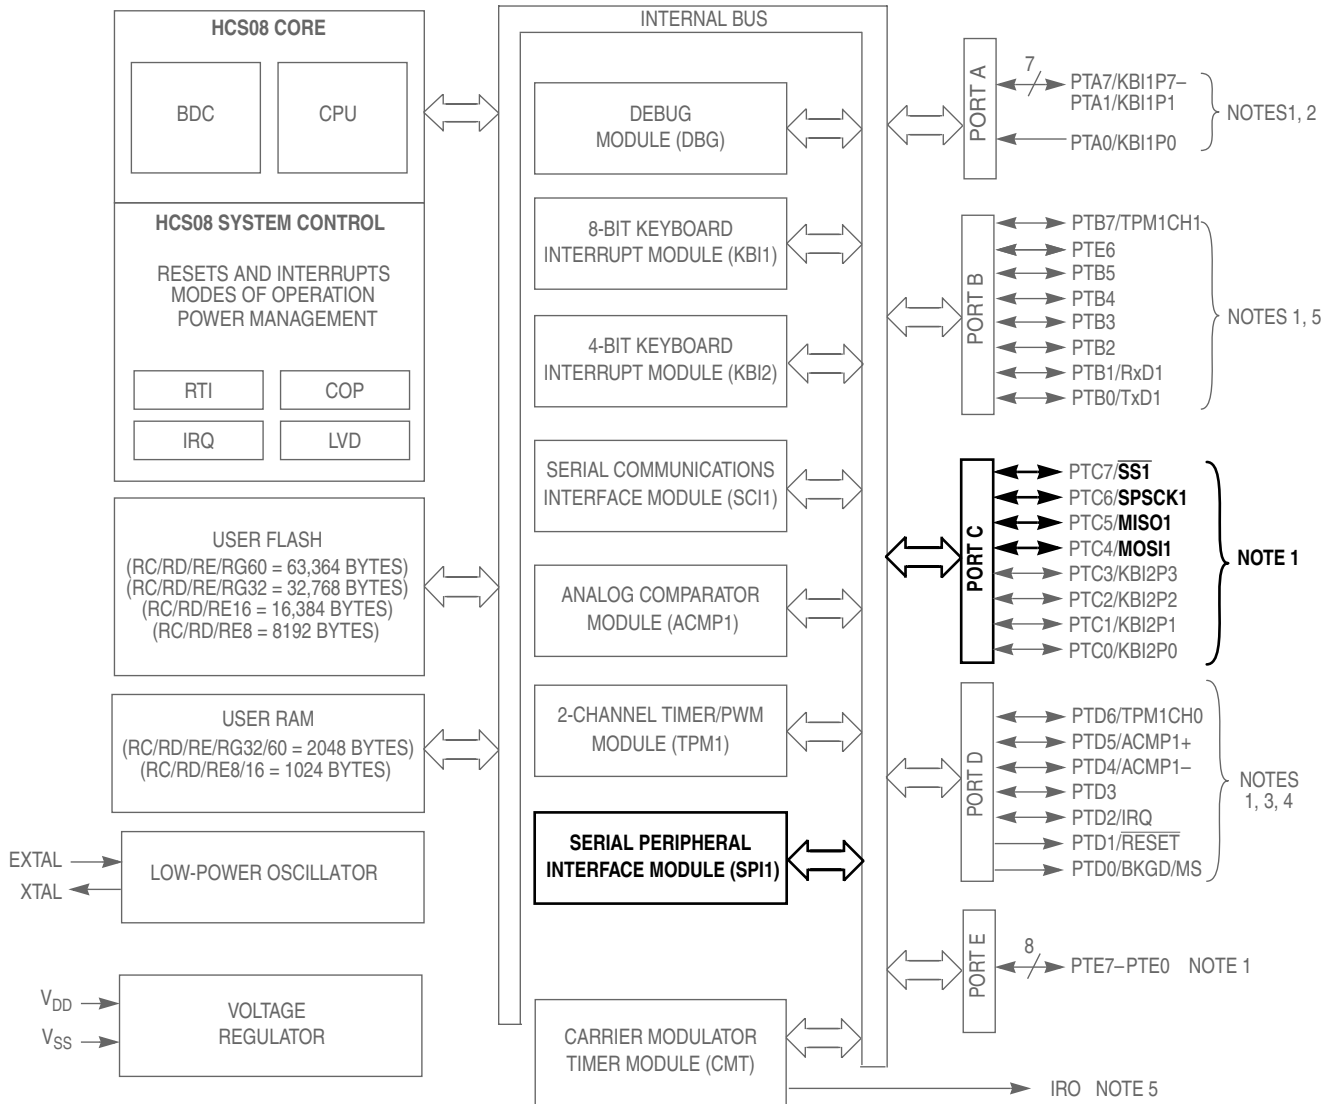 HCS08 CORE
BDC
CPU
HCS08 SYSTEM CONTROL
RESETS AND INTERRUPTS
MODES OF OPERATION
POWER MANAGEMENT
RTI
COP
IRQ
LVD
USER FLASH
(RC/RD/RE/RG60 = 63,364 BYTES)
(RC/RD/RE/RG32 = 32,768 BYTES)
(RC/RD/RE16 = 16,384 BYTES)
(RC/RD/RE8 = 8192 BYTES)
USER RAM
(RC/RD/RE/RG32/60 = 2048 BYTES)
(RC/RD/RE8/16 = 1024 BYTES)
EXTAL
XTAL
LOW-POWER OSCILLATOR
VDD
VSS
VOLTAGE
REGULATOR
INTERNAL BUS
DEBUG
MODULE (DBG)
8-BIT KEYBOARD
INTERRUPT MODULE (KBI1)
4-BIT KEYBOARD
INTERRUPT MODULE (KBI2)
SERIAL COMMUNICATIONS
INTERFACE MODULE (SCI1)
ANALOG COMPARATOR
MODULE (ACMP1)
2-CHANNEL TIMER/PWM
MODULE (TPM1)
SERIAL PERIPHERAL
INTERFACE MODULE (SPI1)
CARRIER MODULATOR
TIMER MODULE (CMT)
PORT A
7
PTA7/KBI1P7–
PTA1/KBI1P1
PTA0/KBI1P0
NOTES1, 2
PORT B
PTB7/TPM1CH1
PTE6
PTB5
PTB4
PTB3
PTB2
PTB1/RxD1
PTB0/TxD1
NOTES 1, 5
PORT C
PTC7/SS1
PTC6/SPSCK1
PTC5/MISO1
PTC4/MOSI1
PTC3/KBI2P3
PTC2/KBI2P2
PTC1/KBI2P1
PTC0/KBI2P0
NOTE 1
PORT D
PTD6/TPM1CH0
PTD5/ACMP1+
PTD4/ACMP1–
PTD3
PTD2/IRQ
PTD1/RESET
PTD0/BKGD/MS
NOTES
1, 3, 4
PORT E
8
PTE7–PTE0 NOTE 1
IRO NOTE 5